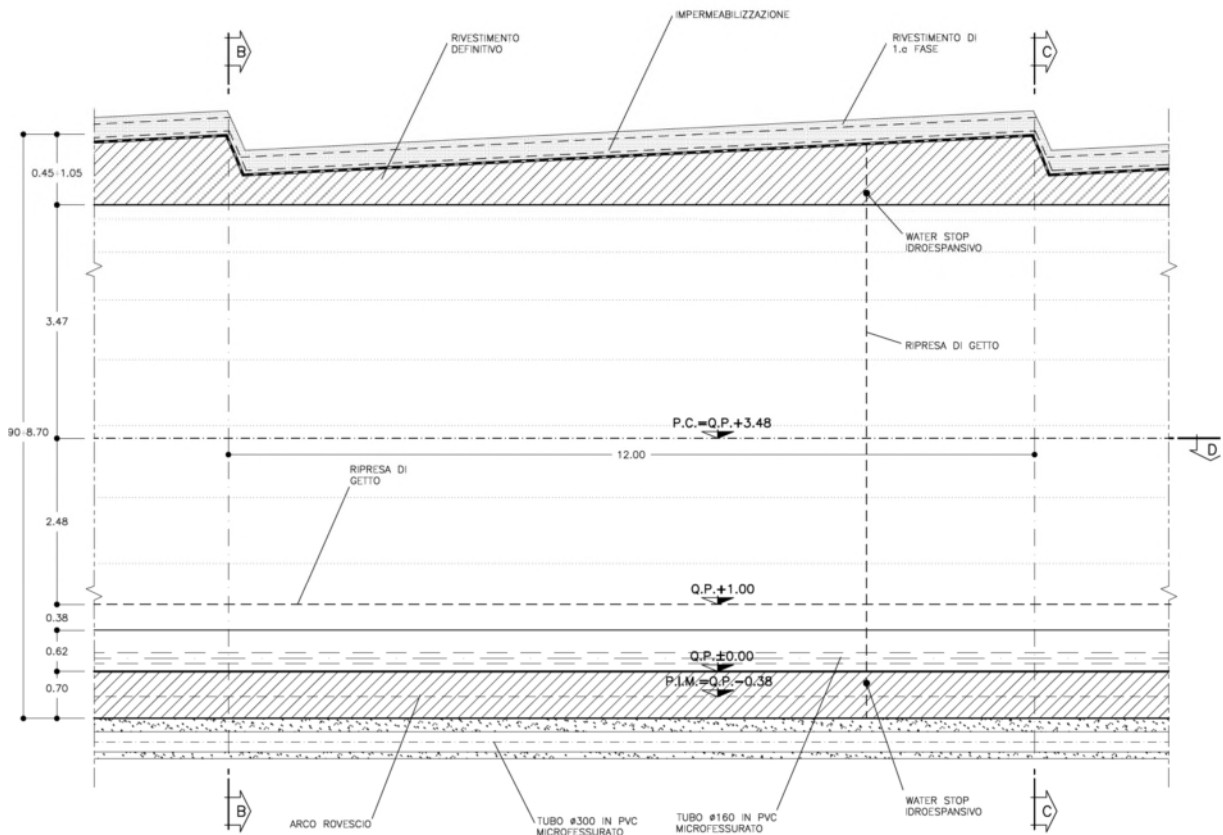 IMPERMEABILIZZAZIONE
RIVESTIMENTO
DEFINITIVO
RIVESTIMENTO DI
1.a FASE
B
C
0.45÷1.05
WATER STOP
IDROESPANSIVO
3.47
RIPRESA DI GETTO
P.C.=Q.P.+3.48
90÷8.70
D
12.00
RIPRESA DI
GETTO
2.48
Q.P.+1.00
0.38
0.62
Q.P.±0.00
P.I.M.=Q.P.-0.38
0.70
B
C
ARCO ROVESCIO
TUBO ø300 IN PVC
MICROFESSURATO
TUBO ø160 IN PVC
MICROFESSURATO
WATER STOP
IDROESPANSIVO